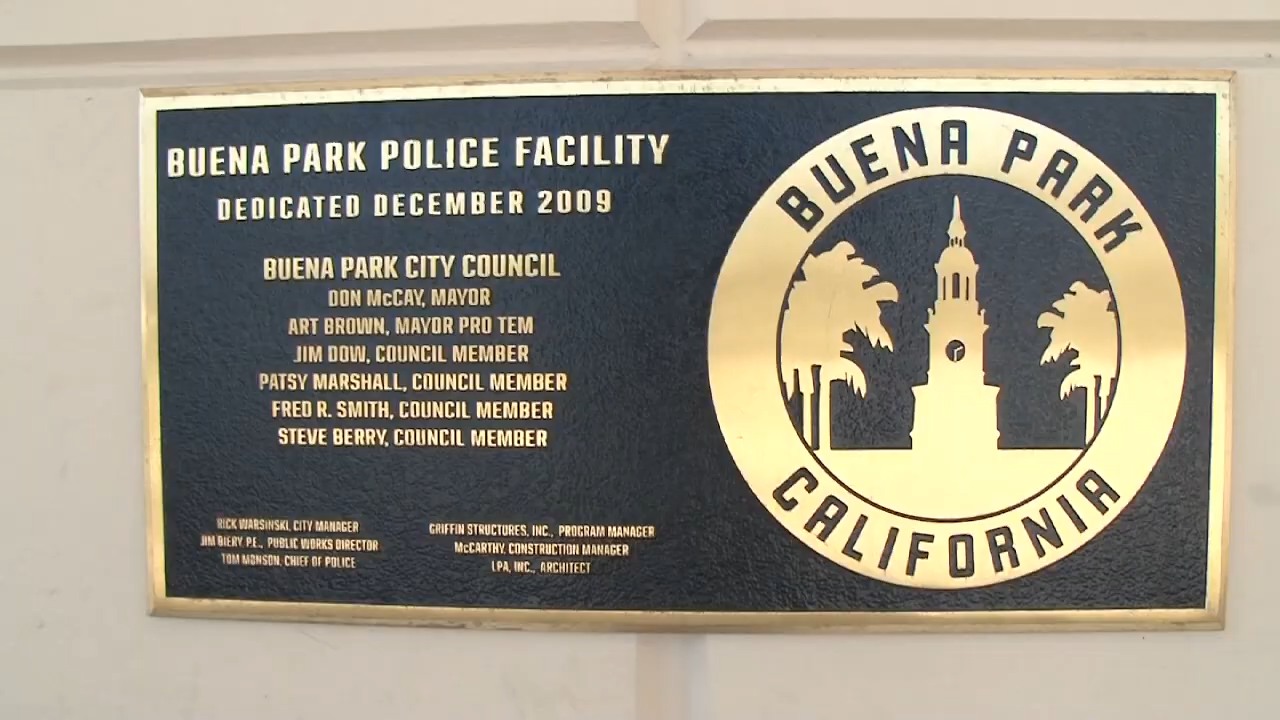 BUENA PARK POLICE FACILITY
DEDICATED DECEMBER 2009
BUENA PARK CITY COUNCIL
DON McCAY, MAYOR
ART BROWN, MAYOR PRO TEM
JIM DOW, COUNCIL MEMBER
PATSY MARSHALL, COUNCIL MEMBER
FRED R. SMITH, COUNCIL MEMBER
STEVE BERRY, COUNCIL MEMBER
RICK WARSINSKI, CITY MANAGER
JIM BIERY P.E., PUBLIC WORKS DIRECTOR
TOM MONSON, CHIEF OF POLICE
GRIFFIN STRUCTURES, INC., PROGRAM MANAGER
McCARTHY, CONSTRUCTION MANAGER
LPA, INC., ARCHITECT
BUENA PARK
CALIFORNIA